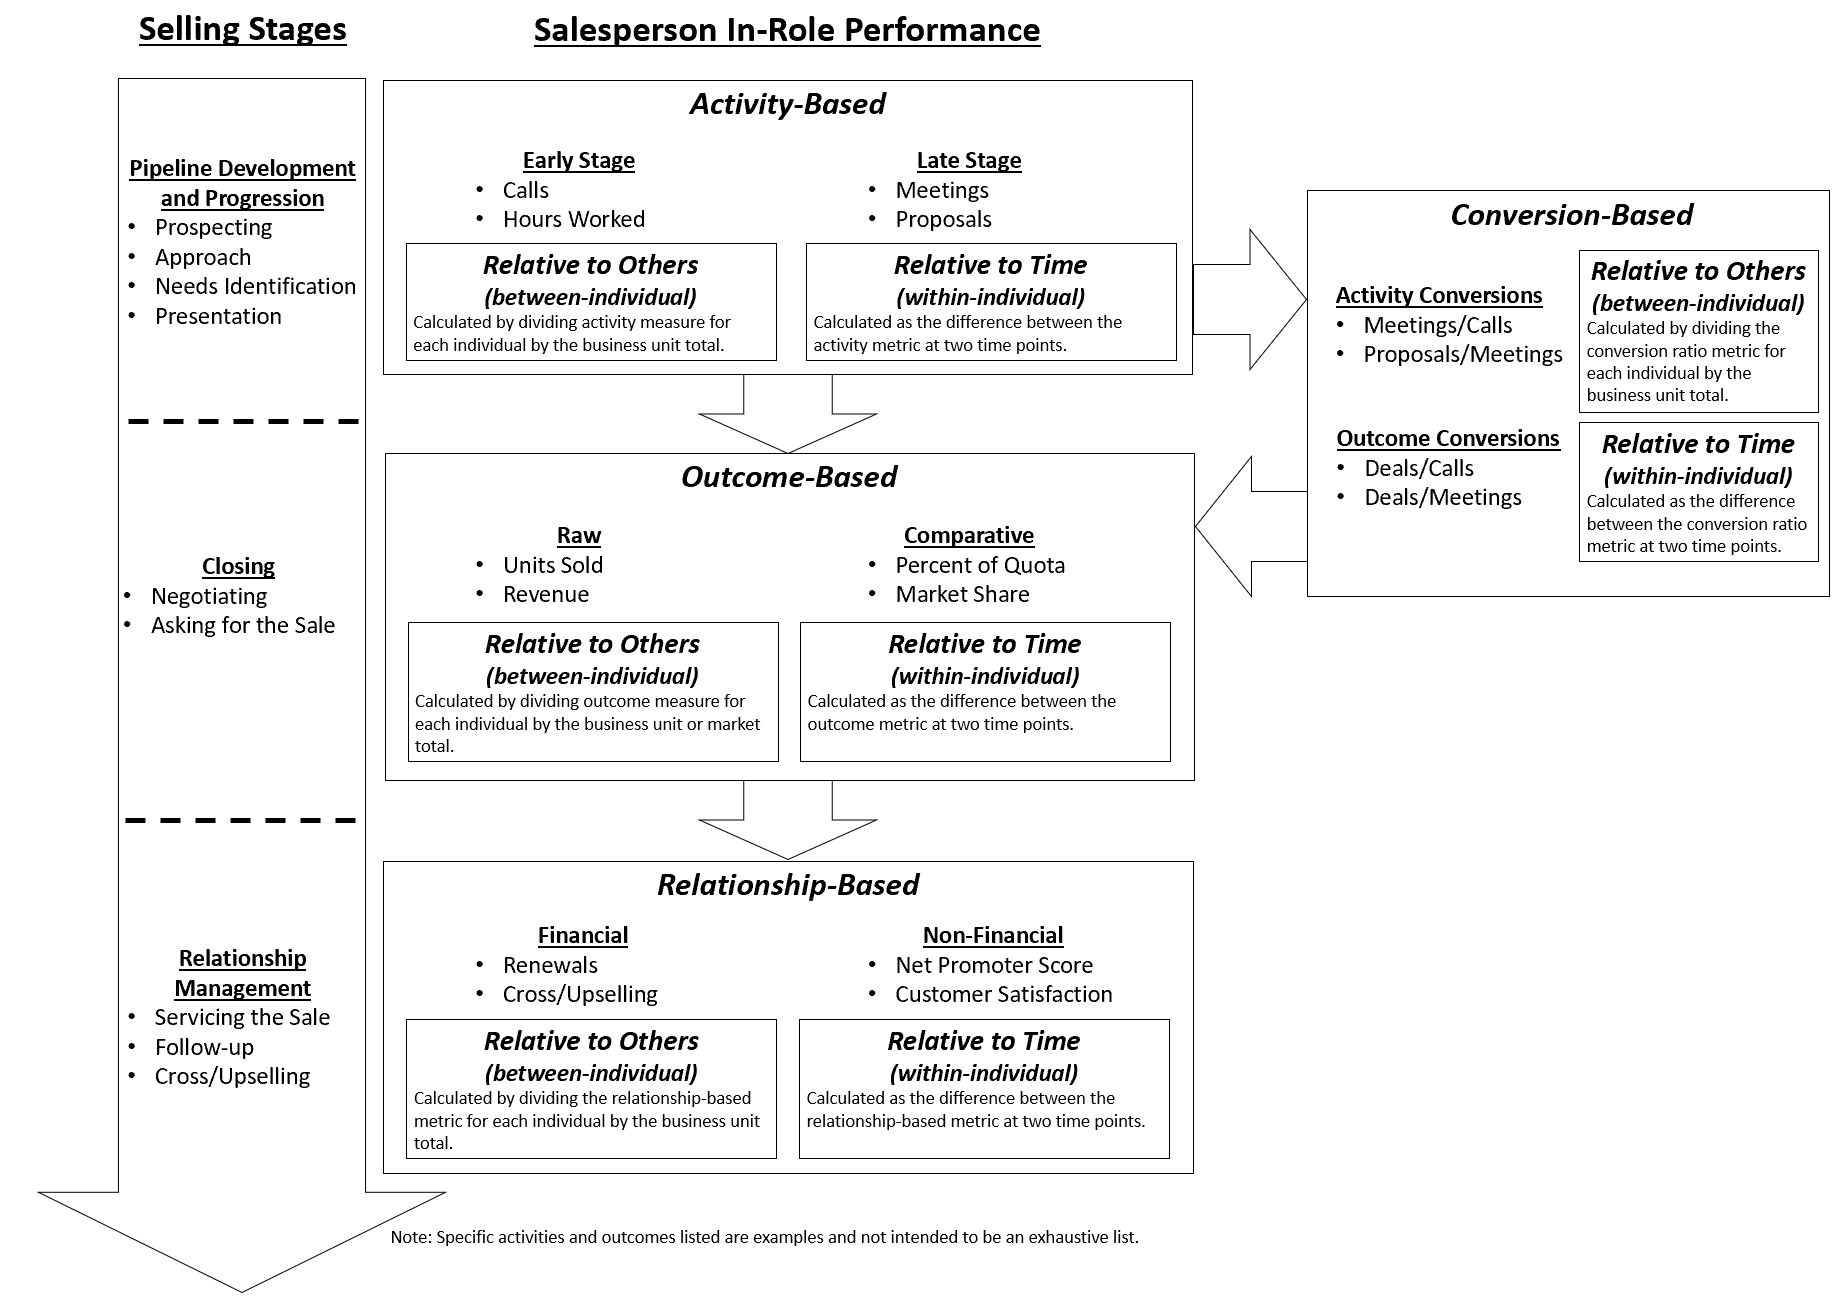 Selling Stages
Salesperson In-Role Performance
Pipeline Development
and Progression
• Prospecting
• Approach
• Needs Identification
• Presentation
Closing
• Negotiating
• Asking for the Sale
Relationship
Management
• Servicing the Sale
• Follow-up
• Cross/Upselling
Activity-Based
Early Stage
• Calls
• Hours Worked
Late Stage
• Meetings
• Proposals
Relative to Others
(between-individual)
Calculated by dividing activity measure for
each individual by the business unit total.
Relative to Time
(within-individual)
Calculated as the difference between the
activity metric at two time points.
Conversion-Based
Activity Conversions
• Meetings/Calls
• Proposals/Meetings
Outcome Conversions
• Deals/Calls
• Deals/Meetings
Relative to Others
(between-individual)
Calculated by dividing the
conversion ratio metric for
each individual by the
business unit total.
Relative to Time
(within-individual)
Calculated as the difference
between the conversion ratio
metric at two time points.
Outcome-Based
Raw
• Units Sold
• Revenue
Comparative
• Percent of Quota
• Market Share
Relative to Others
(between-individual)
Calculated by dividing outcome measure for
each individual by the business unit or market
total.
Relative to Time
(within-individual)
Calculated as the difference between the
outcome metric at two time points.
Relationship-Based
Financial
• Renewals
• Cross/Upselling
Non-Financial
• Net Promoter Score
• Customer Satisfaction
Relative to Others
(between-individual)
Calculated by dividing the relationship-based
metric for each individual by the business unit
total.
Relative to Time
(within-individual)
Calculated as the difference between the
relationship-based metric at two time points.
Note: Specific activities and outcomes listed are examples and not intended to be an exhaustive list.